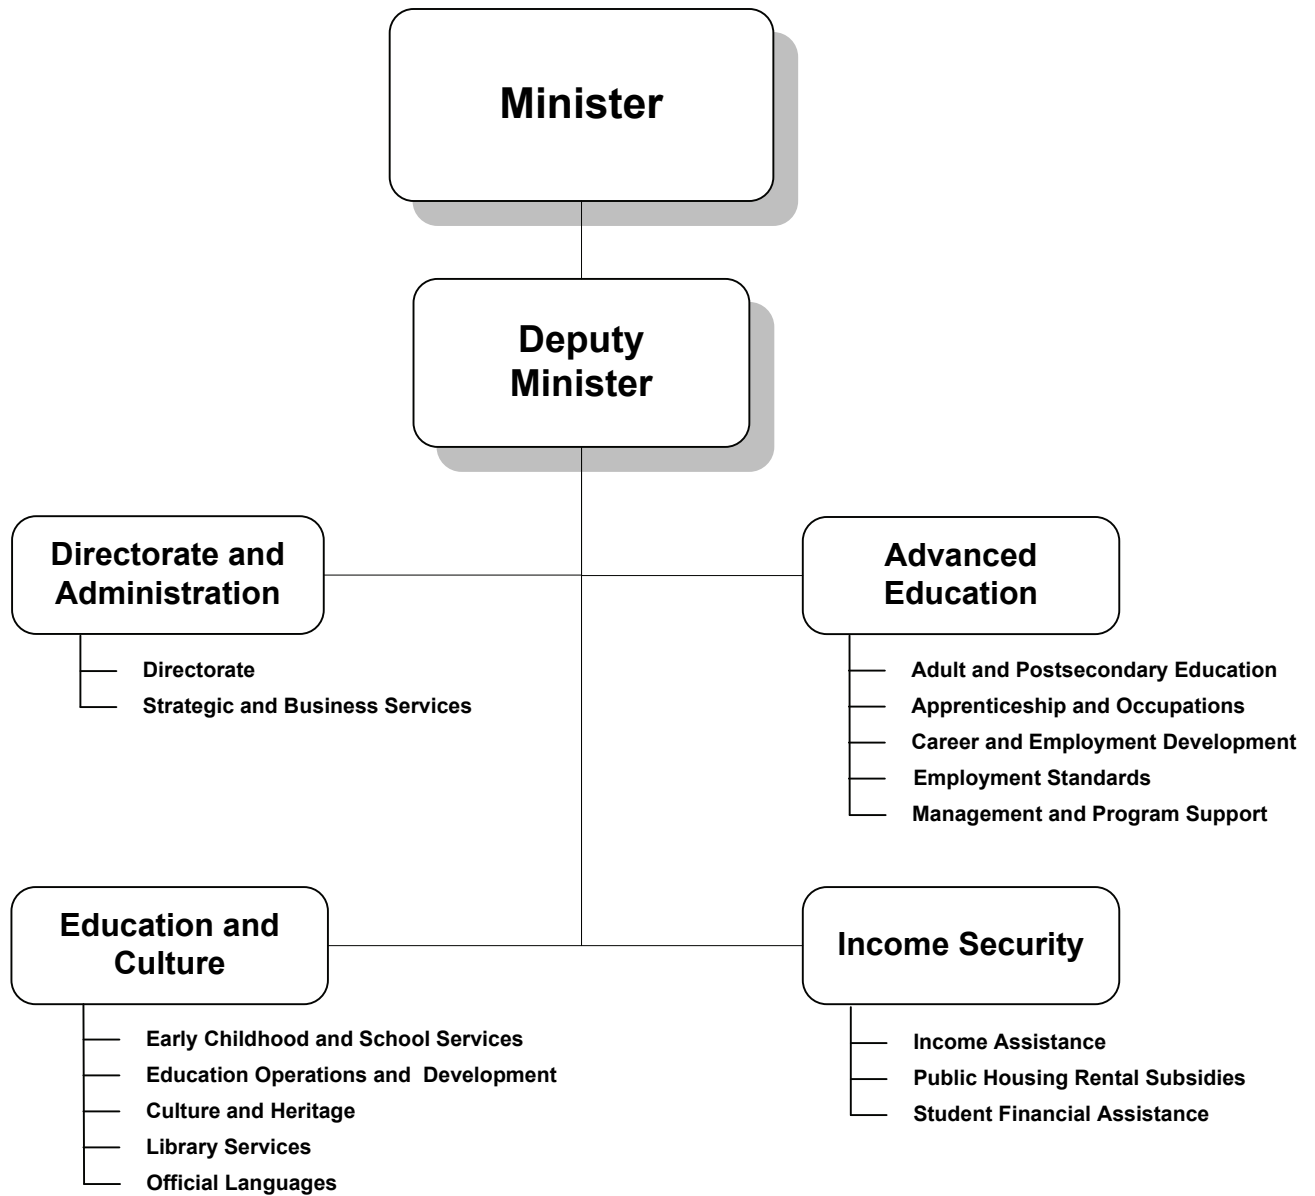 Minister
Deputy
Minister
Directorate and
Administration
Directorate
Strategic and Business Services
Advanced
Education
Adult and Postsecondary Education
Apprenticeship and Occupations
Career and Employment Development
Employment Standards
Management and Program Support
Education and
Culture
Early Childhood and School Services
Education Operations and  Development
Culture and Heritage
Library Services
Official Languages
Income Security
Income Assistance
Public Housing Rental Subsidies
Student Financial Assistance